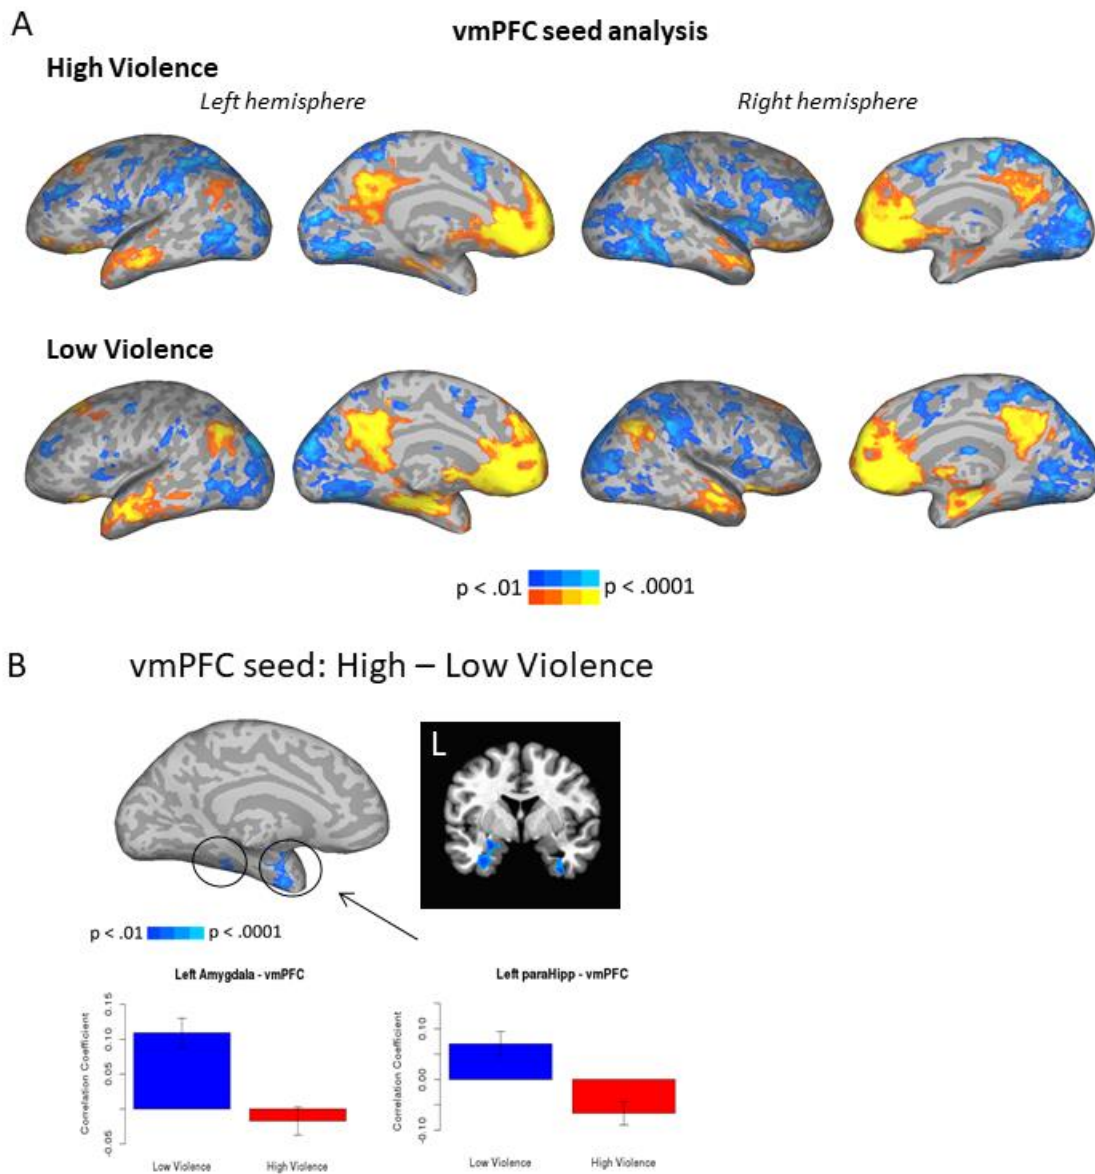 A
vmPFC seed analysis
High Violence
Left hemisphere
Right hemisphere
Low Violence
p < .01
p < .0001
B
vmPFC seed: High – Low Violence
L
p < .01
p < .0001
Left Amygdala - vmPFC
Correlation Coefficient
0.15
0.10
0.05
-0.05
Low Violence
High Violence
Left paraHipp - vmPFC
Correlation Coefficient
0.10
0.00
-0.10
Low Violence
High Violence